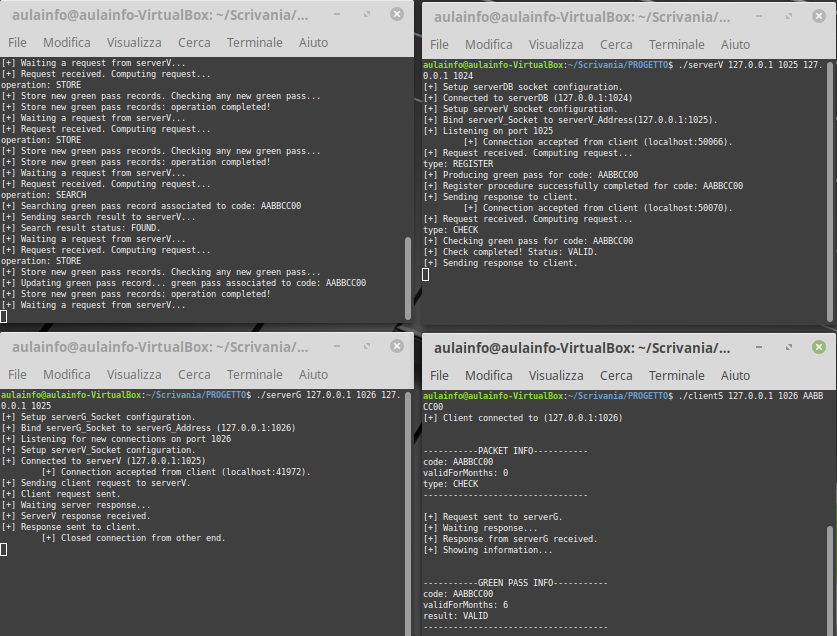 aulainfo@aulainfo-VirtualBox: ~/Scrivania/...
File Modifica Visualizza Cerca Terminale Aiuto
[+] Waiting a request from serverV...
[+] Request received. Computing request...
operation: STORE
[+] Store new green pass records. Checking any new green pass...
[+] Store new green pass records: operation completed!
[+] Waiting a request from serverV...
[+] Request received. Computing request...
operation: STORE
[+] Store new green pass records. Checking any new green pass...
[+] Store new green pass records: operation completed!
[+] Waiting a request from serverV...
[+] Request received. Computing request...
operation: SEARCH
[+] Searching green pass record associated to code: AABBCC00
[+] Sending search result to serverV...
[+] Search result status: FOUND.
[+] Waiting a request from serverV...
[+] Request received. Computing request...
operation: STORE
[+] Store new green pass records. Checking any new green pass...
[+] Updating green pass record... green pass associated to code: AABBCC00
[+] Store new green pass records: operation completed!
[+] Waiting a request from serverV...
aulainfo@aulainfo-VirtualBox: ~/Scrivania/...
File Modifica Visualizza Cerca Terminale Aiuto
aulainfo@aulainfo-VirtualBox:~/Scrivania/PROGETTO$ ./serverV 127.0.0.1 1025 127.
0.0.1 1024
[+] Setup serverDB socket configuration.
[+] Connected to serverDB (127.0.0.1:1024)
[+] Setup serverV socket configuration.
[+] Bind serverV_Socket to serverV_Address(127.0.0.1:1025).
[+] Listening on port 1025
[+] Connection accepted from client (localhost:50066).
[+] Request received. Computing request...
type: REGISTER
[+] Producing green pass for code: AABBCC00
[+] Register procedure successfully completed for code: AABBCC00
[+] Sending response to client.
[+] Connection accepted from client (localhost:50070).
[+] Request received. Computing request...
type: CHECK
[+] Checking green pass for code: AABBCC00
[+] Check completed! Status: VALID.
[+] Sending response to client.
aulainfo@aulainfo-VirtualBox: ~/Scrivania/...
File Modifica Visualizza Cerca Terminale Aiuto
aulainfo@aulainfo-VirtualBox:~/Scrivania/PROGETTO$ ./serverG 127.0.0.1 1026 127.
0.0.1 1025
[+] Setup serverG_Socket configuration.
[+] Bind serverG_Socket to serverG_Address (127.0.0.1:1026)
[+] Listening for new connections on port 1026
[+] Setup serverV_Socket configuration.
[+] Connected to serverV (127.0.0.1:1025)
[+] Connection accepted from client (localhost:41972).
[+] Sending client request to serverV.
[+] Client request sent.
[+] Waiting server response...
[+] ServerV response received.
[+] Response sent to client.
[+] Closed connection from other end.
aulainfo@aulainfo-VirtualBox: ~/Scrivania/...
File Modifica Visualizza Cerca Terminale Aiuto
aulainfo@aulainfo-VirtualBox:~/Scrivania/PROGETTO$ ./clientS 127.0.0.1 1026 AABB
CC00
[+] Client connected to (127.0.0.1:1026)
-----------PACKET INFO-----------
code: AABBCC00
validForMonths: 0
type: CHECK
---------------------------------
[+] Request sent to serverG.
[+] Waiting response...
[+] Response from serverG received.
[+] Showing information...
-----------GREEN PASS INFO-----------
code: AABBCC00
validForMonths: 6
result: VALID
-------------------------------------